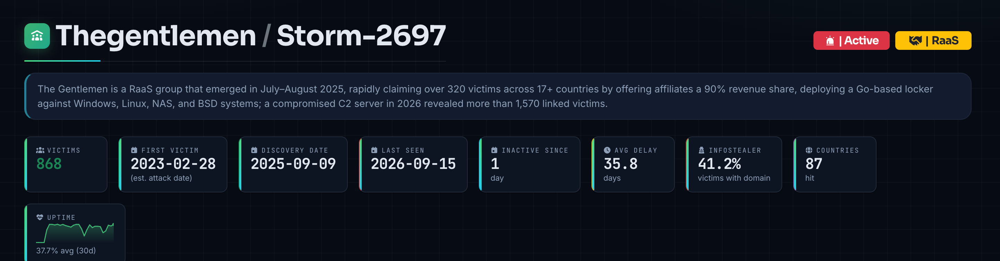 Thegentlemen / Storm-2697
| Active
| RaaS
The Gentlemen is a RaaS group that emerged in July–August 2025, rapidly claiming over 320 victims across 17+ countries by offering affiliates a 90% revenue share, deploying a Go-based locker
against Windows, Linux, NAS, and BSD systems; a compromised C2 server in 2026 revealed more than 1,570 linked victims.
VICTIMS
868
FIRST VICTIM
2023-02-28
(est. attack date)
DISCOVERY DATE
2025-09-09
LAST SEEN
2026-09-15
INACTIVE SINCE
1
day
AVG DELAY
35.8
days
INFOSTEALER
41.2%
victims with domain
COUNTRIES
87
hit
UPTIME
37.7% avg (30d)